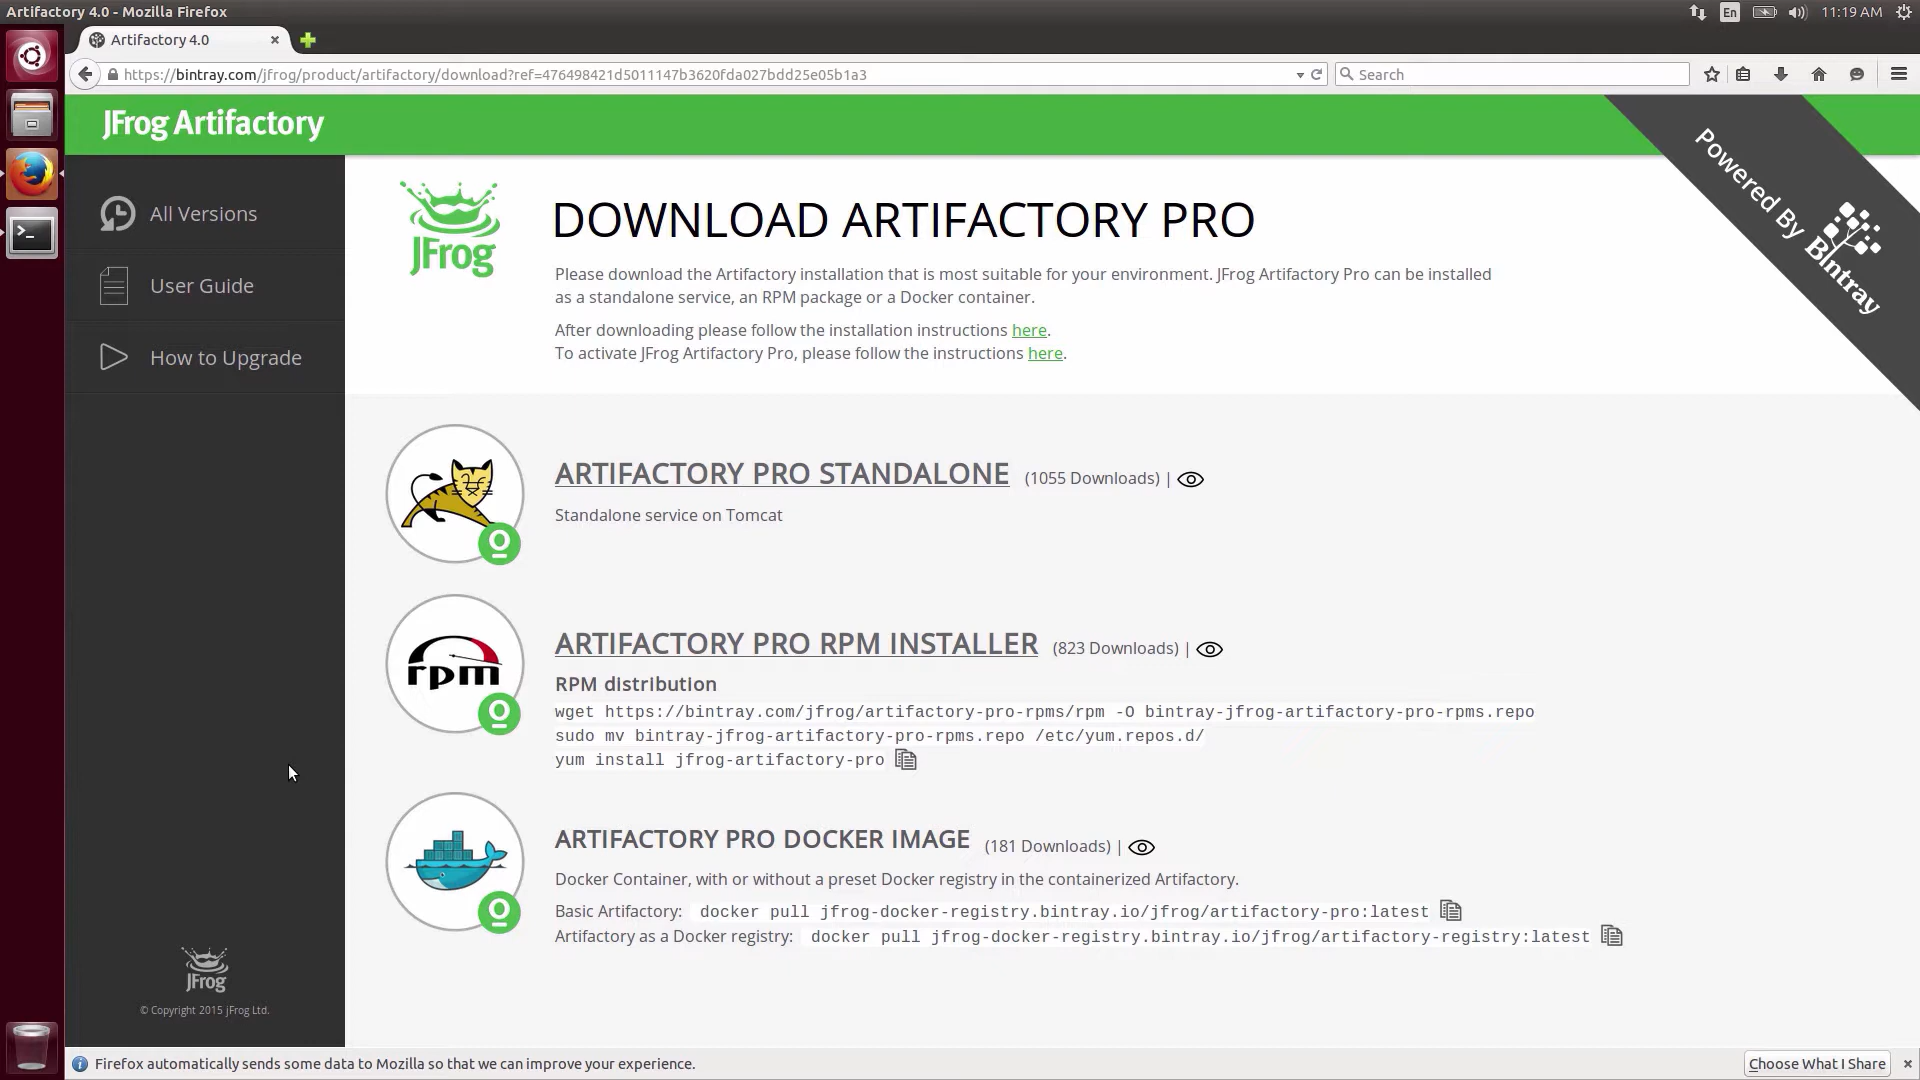 Artifactory 4.0 - Mozilla Firefox
En
11:19 AM
Artifactory 4.0
https://bintray.com/jfrog/product/artifactory/download?ref=476498421d5011147b3620fda027bdd25e05b1a3
Search
JFrog Artifactory
Powered By
Bintray
All Versions
User Guide
How to Upgrade
JFrog
DOWNLOAD ARTIFACTORY PRO
Please download the Artifactory installation that is most suitable for your environment. JFrog Artifactory Pro can be installed
as a standalone service, an RPM package or a Docker container.
After downloading please follow the installation instructions here.
To activate JFrog Artifactory Pro, please follow the instructions here.
ARTIFACTORY PRO STANDALONE (1055 Downloads) |
Standalone service on Tomcat
rpm
ARTIFACTORY PRO RPM INSTALLER (823 Downloads) |
RPM distribution
wget https://bintray.com/jfrog/artifactory-pro-rpms/rpm -O bintray-jfrog-artifactory-pro-rpms.repo
sudo mv bintray-jfrog-artifactory-pro-rpms.repo /etc/yum.repos.d/
yum install jfrog-artifactory-pro
ARTIFACTORY PRO DOCKER IMAGE (181 Downloads) |
Docker Container, with or without a preset Docker registry in the containerized Artifactory.
Basic Artifactory: docker pull jfrog-docker-registry.bintray.io/jfrog/artifactory-pro:latest
Artifactory as a Docker registry: docker pull jfrog-docker-registry.bintray.io/jfrog/artifactory-registry:latest
JFrog
© Copyright 2015 jFrog Ltd.
Firefox automatically sends some data to Mozilla so that we can improve your experience.
Choose What I Share